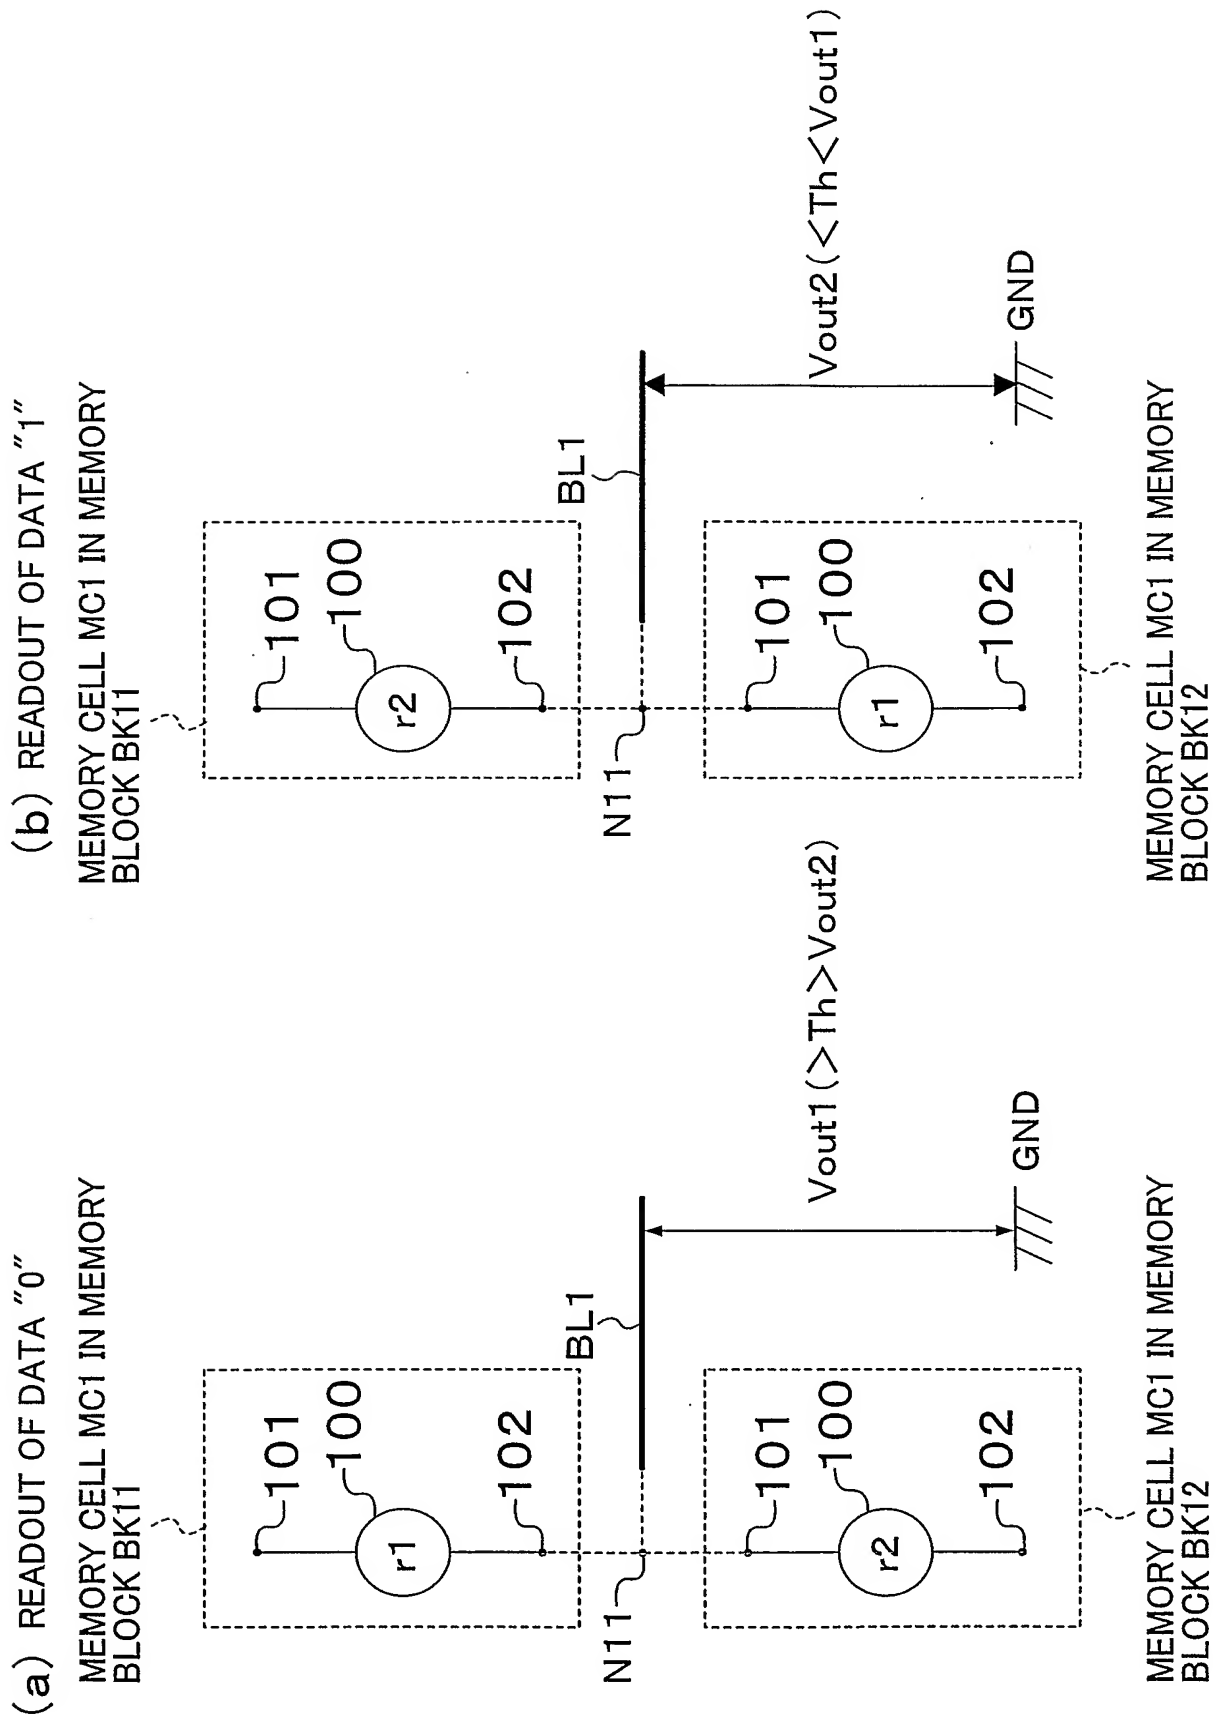 (a) READOUT OF DATA "0"
MEMORY CELL MC1 IN MEMORY
BLOCK BK11
101
100
r1
102
BL1
N11
Vout1(>Th>Vout2)
101
100
r2
102
GND
MEMORY CELL MC1 IN MEMORY
BLOCK BK12
(b) READOUT OF DATA "1"
MEMORY CELL MC1 IN MEMORY
BLOCK BK11
101
100
r2
102
BL1
N11
Vout2(<Th<Vout1)
101
100
r1
102
GND
MEMORY CELL MC1 IN MEMORY
BLOCK BK12